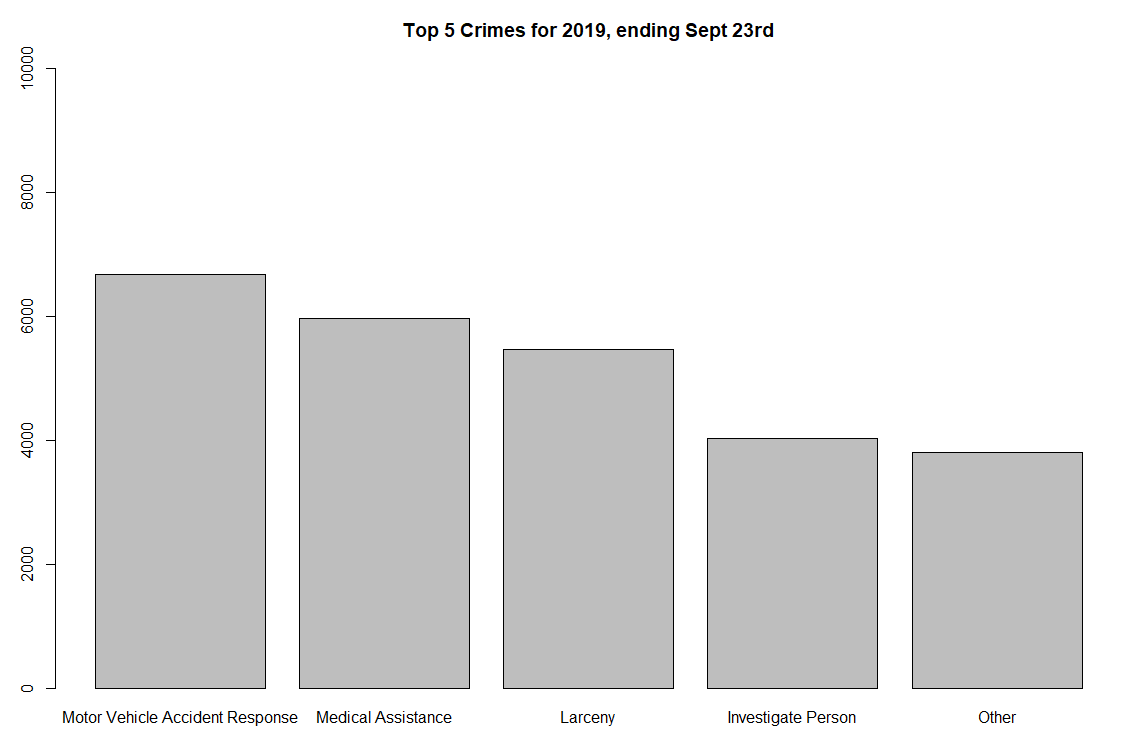 Top 5 Crimes for 2019, ending Sept 23rd
10000
8000
6000
4000
2000
0
Motor Vehicle Accident Response
Medical Assistance
Larceny
Investigate Person
Other